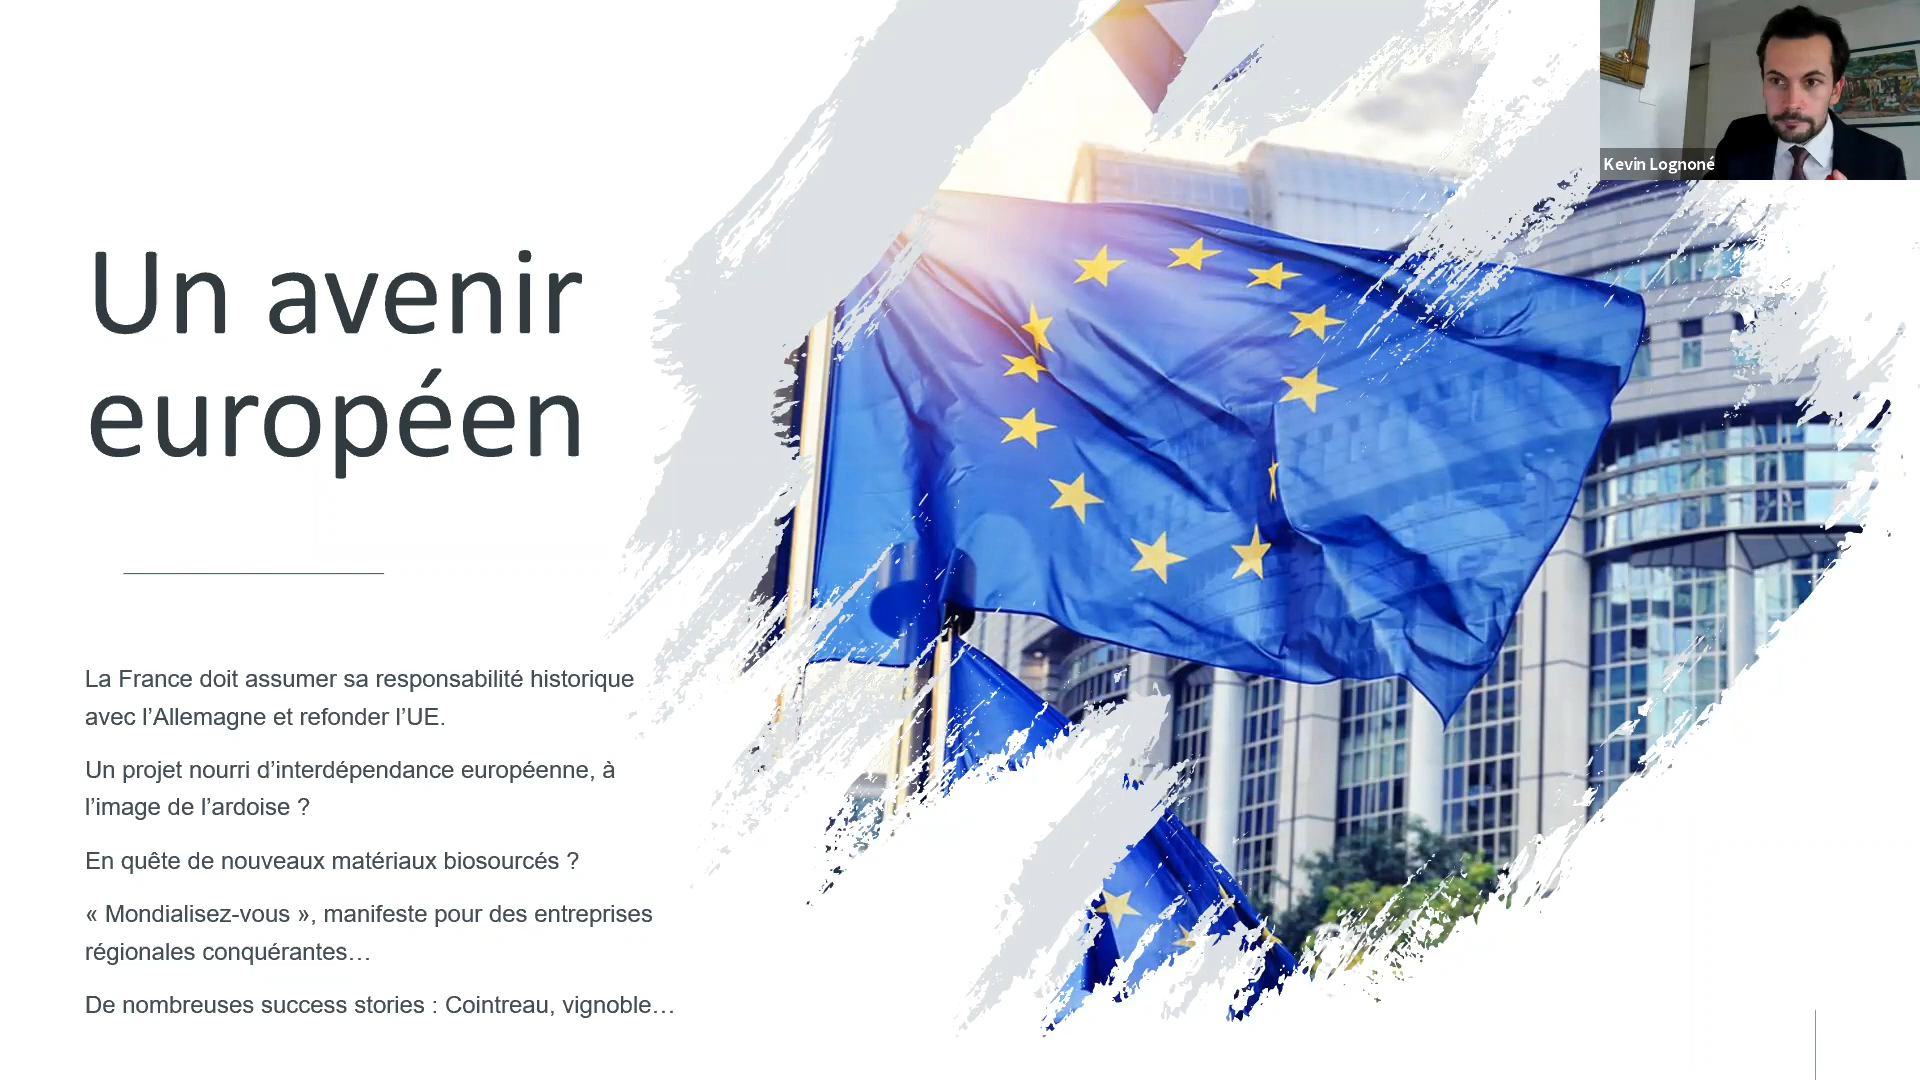 Kevin Lognoné
Un avenir
européen
La France doit assumer sa responsabilité historique
avec l’Allemagne et refonder l’UE.
Un projet nourri d’interdépendance européenne, à
l’image de l’ardoise ?
En quête de nouveaux matériaux biosourcés ?
« Mondialisez-vous », manifeste pour des entreprises
régionales conquérantes…
De nombreuses success stories : Cointreau, vignoble…